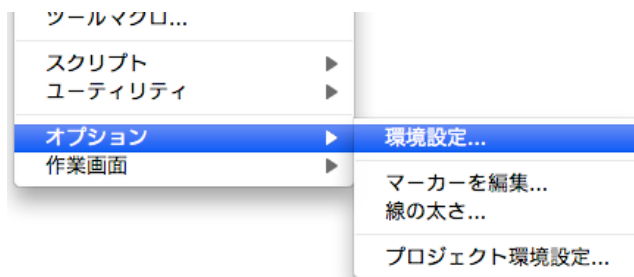 ツールマクロ...
スクリプト
ユーティリティ
オプション
作業画面
環境設定...
マーカーを編集...
線の太さ...
プロジェクト環境設定...